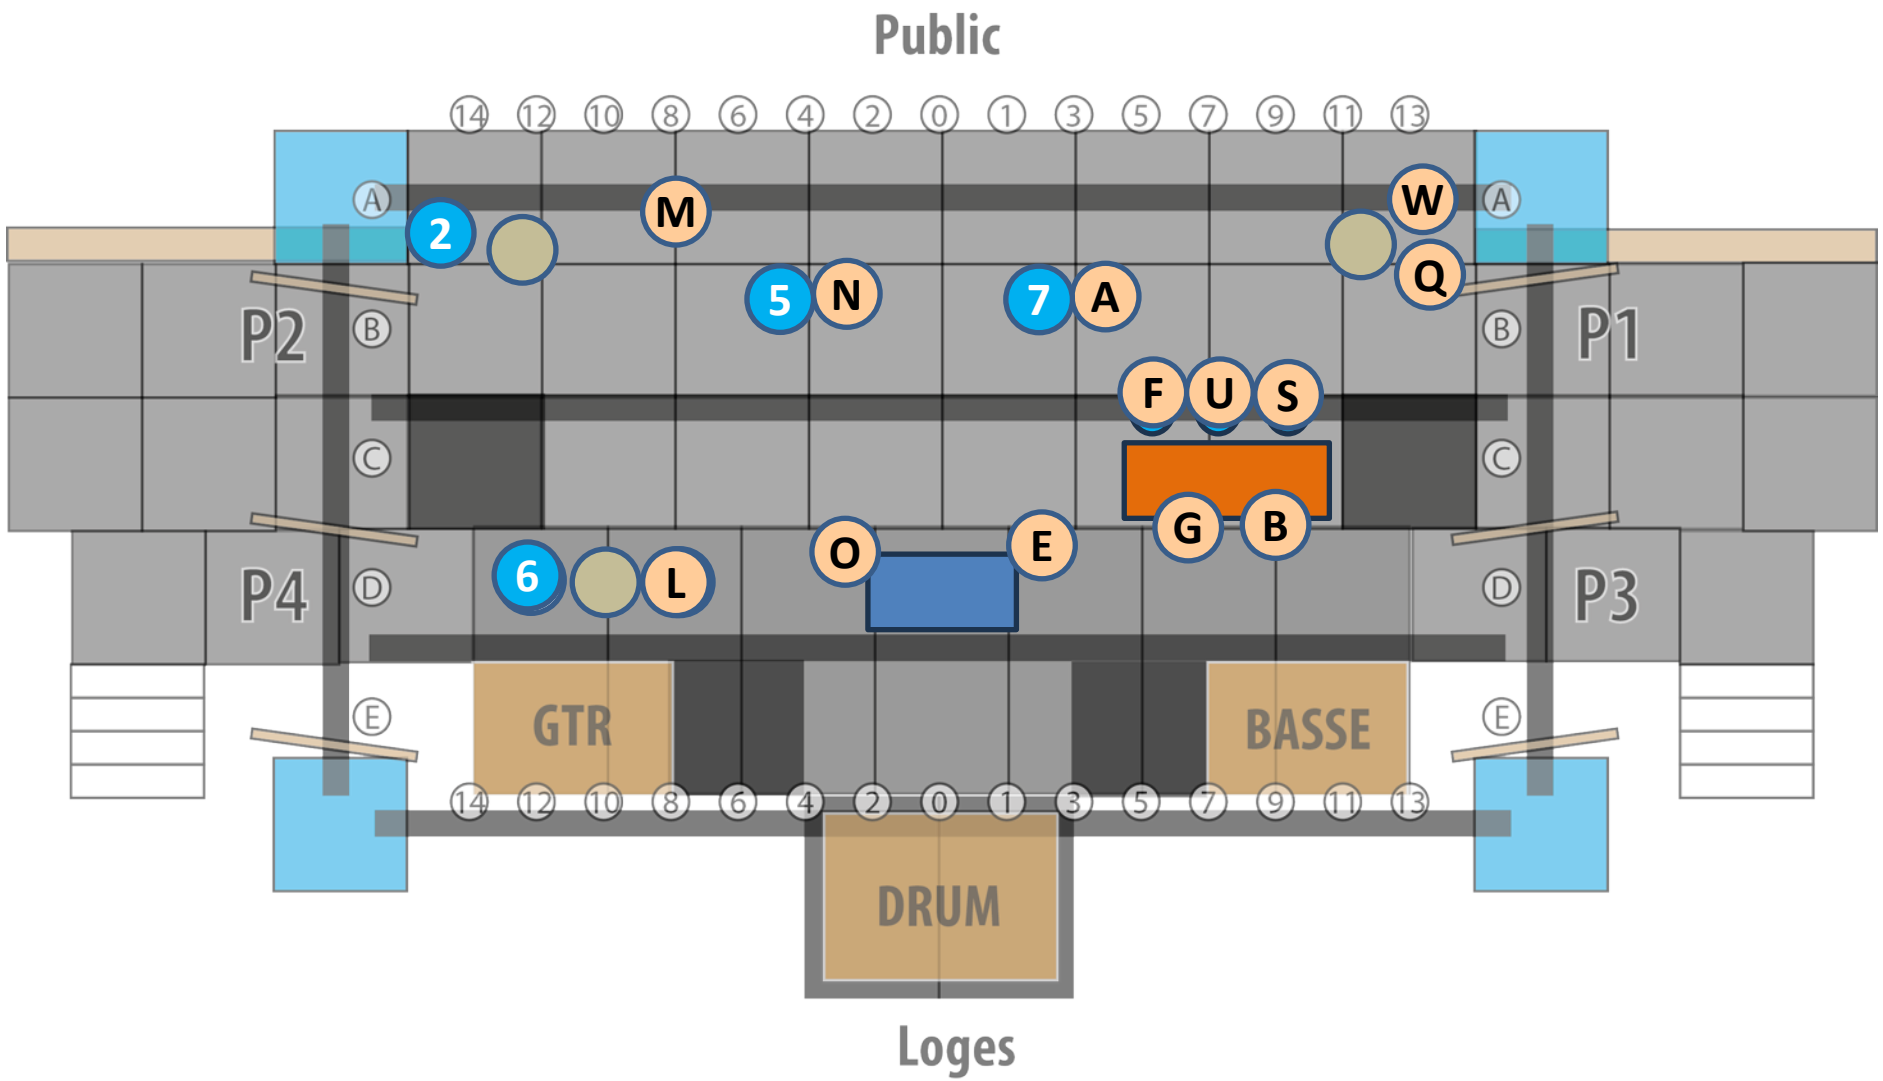 Public
14 12 10 8 6 4 2 0 1 3 5 7 9 11 13
A M W A
2
5 N 7 A Q
P2 B B P1
F U S
C C
G B
O E
6 L
P4 D D P3
E GTR BASSE E
14 12 10 8 6 4 2 0 1 3 5 7 9 11 13
DRUM
Loges